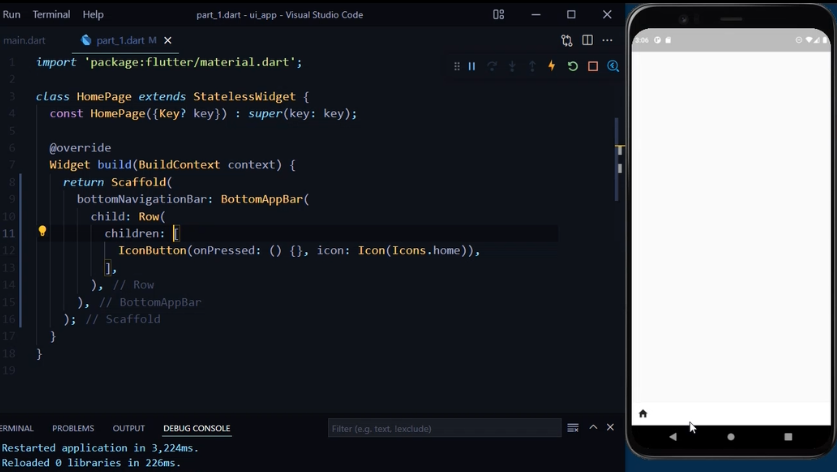 Run Terminal Help part_1.dart - ui_app - Visual Studio Code
main.dart part_1.dart M
1 import 'package:flutter/material.dart';
2
3 class HomePage extends StatelessWidget {
4 const HomePage({Key? key}) : super(key: key);
5
6 @override
7 Widget build(BuildContext context) {
8 return Scaffold(
9 bottomNavigationBar: BottomAppBar(
10 child: Row(
11 children: [
12 IconButton(onPressed: () {}, icon: Icon(Icons.home)),
13 ],
14 ), // Row
15 ), // BottomAppBar
16 ); // Scaffold
17 }
18 }
19
ERMINAL PROBLEMS OUTPUT DEBUG CONSOLE Filter (e.g. text, !exclude)
Restarted application in 3,224ms.
Reloaded 0 libraries in 226ms.